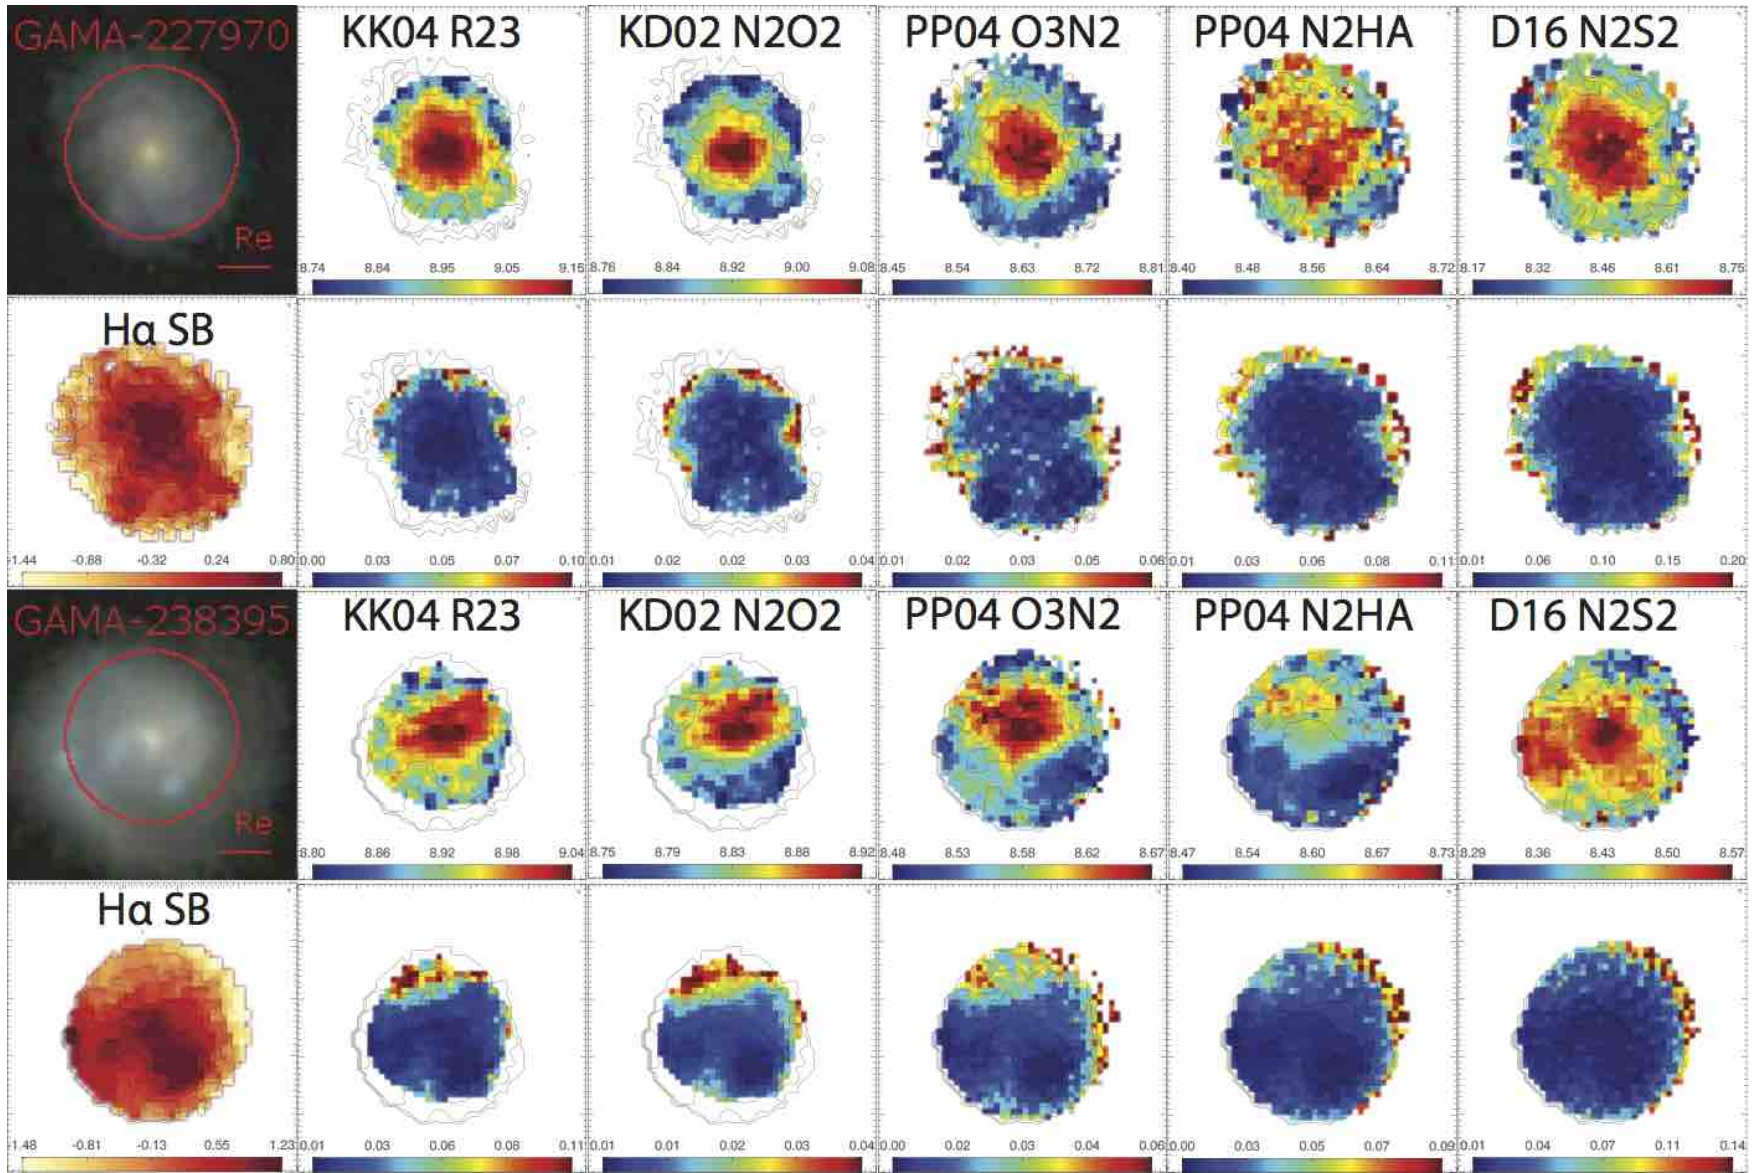 GAMA-227970 KK04 R23 KD02 N2O2 PP04 O3N2 PP04 N2HA D16 N2S2
Re
8.74 8.84 8.95 9.05 9.15 8.76 8.84 8.92 9.00 9.08 8.45 8.54 8.63 8.72 8.81 8.40 8.48 8.56 8.64 8.72 8.17 8.32 8.46 8.61 8.75
Hα SB
-1.44 -0.88 -0.32 0.24 0.80 0.00 0.03 0.05 0.07 0.10 0.01 0.02 0.02 0.03 0.04 0.01 0.02 0.03 0.05 0.06 0.01 0.03 0.06 0.08 0.11 0.01 0.06 0.10 0.15 0.20
GAMA-238395 KK04 R23 KD02 N2O2 PP04 O3N2 PP04 N2HA D16 N2S2
Re
8.80 8.86 8.92 8.98 9.04 8.75 8.79 8.83 8.88 8.92 8.48 8.53 8.58 8.62 8.67 8.47 8.54 8.60 8.67 8.73 8.29 8.36 8.43 8.50 8.57
Hα SB
-1.48 -0.81 -0.13 0.55 1.23 0.01 0.03 0.06 0.08 0.11 0.01 0.01 0.02 0.03 0.04 0.00 0.02 0.03 0.04 0.06 0.00 0.03 0.05 0.07 0.09 0.01 0.04 0.07 0.11 0.14